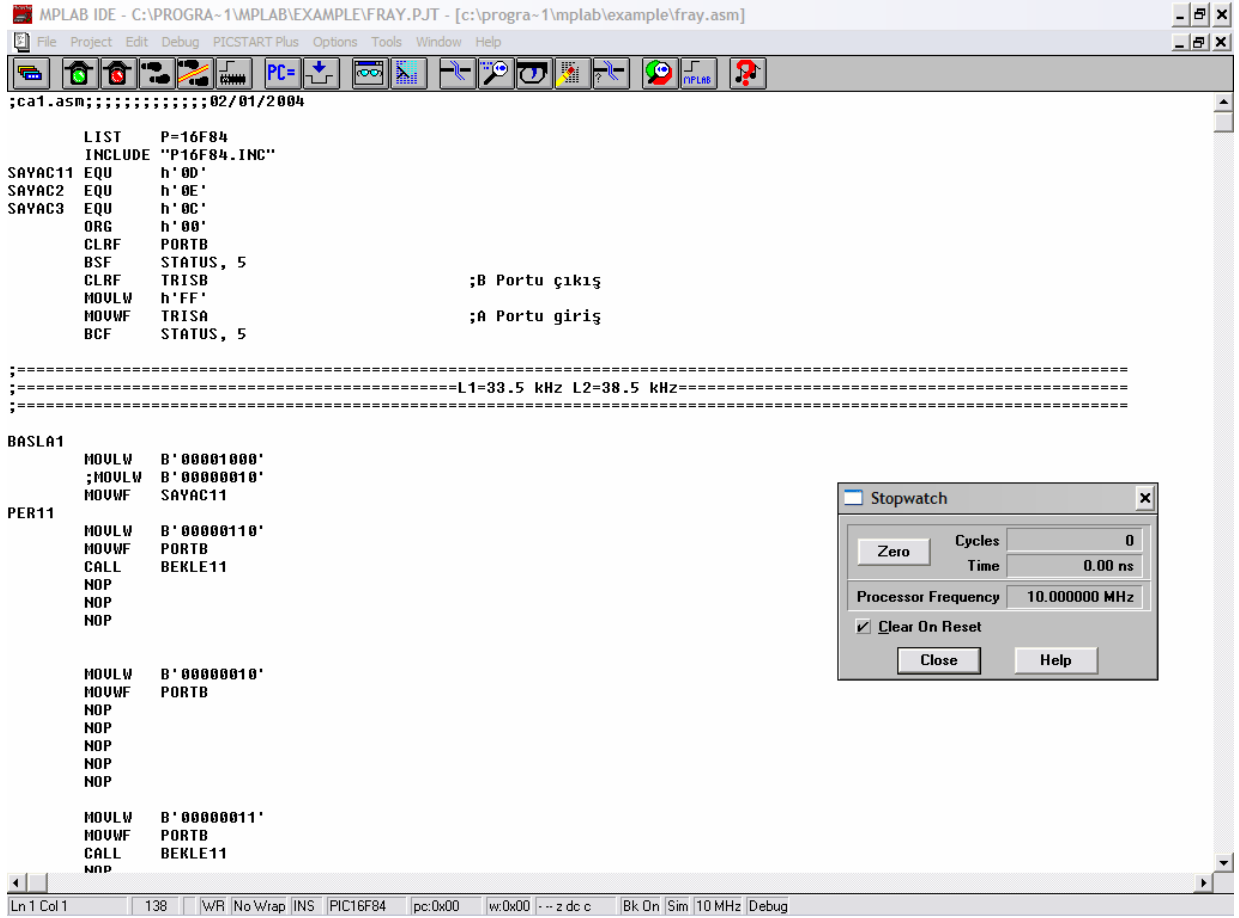 MPLAB IDE - C:\PROGRA~1\MPLAB\EXAMPLE\FRAY.PJT - [c:\progra~1\mplab\example\fray.asm]
File Project Edit Debug PICSTART Plus Options Tools Window Help
PC=
MPLAB
;ca1.asm;;;;;;;;;;;;;02/01/2004
LIST P=16F84
INCLUDE "P16F84.INC"
SAYAC11 EQU h'0D'
SAYAC2 EQU h'0E'
SAYAC3 EQU h'0C'
ORG h'00'
CLRF PORTB
BSF STATUS, 5
CLRF TRISB ;B Portu çıkış
MOVLW h'FF'
MOVWF TRISA ;A Portu giriş
BCF STATUS, 5
;=====================================================================================================================
;==============================================L1=33.5 kHz L2=38.5 kHz===============================================
;=====================================================================================================================
BASLA1
MOVLW B'00001000'
;MOVLW B'00000010'
MOVWF SAYAC11
PER11
MOVLW B'00000110'
MOVWF PORTB
CALL BEKLE11
NOP
NOP
NOP
MOVLW B'00000010'
MOVWF PORTB
NOP
NOP
NOP
NOP
NOP
MOVLW B'00000011'
MOVWF PORTB
CALL BEKLE11
NOP
Stopwatch
Zero
Cycles 0
Time 0.00 ns
Processor Frequency 10.000000 MHz
Clear On Reset
Close Help
Ln 1 Col 1 138 WR No Wrap INS PIC16F84 pc:0x00 w:0x00 - -- z dc c Bk On Sim 10 MHz Debug